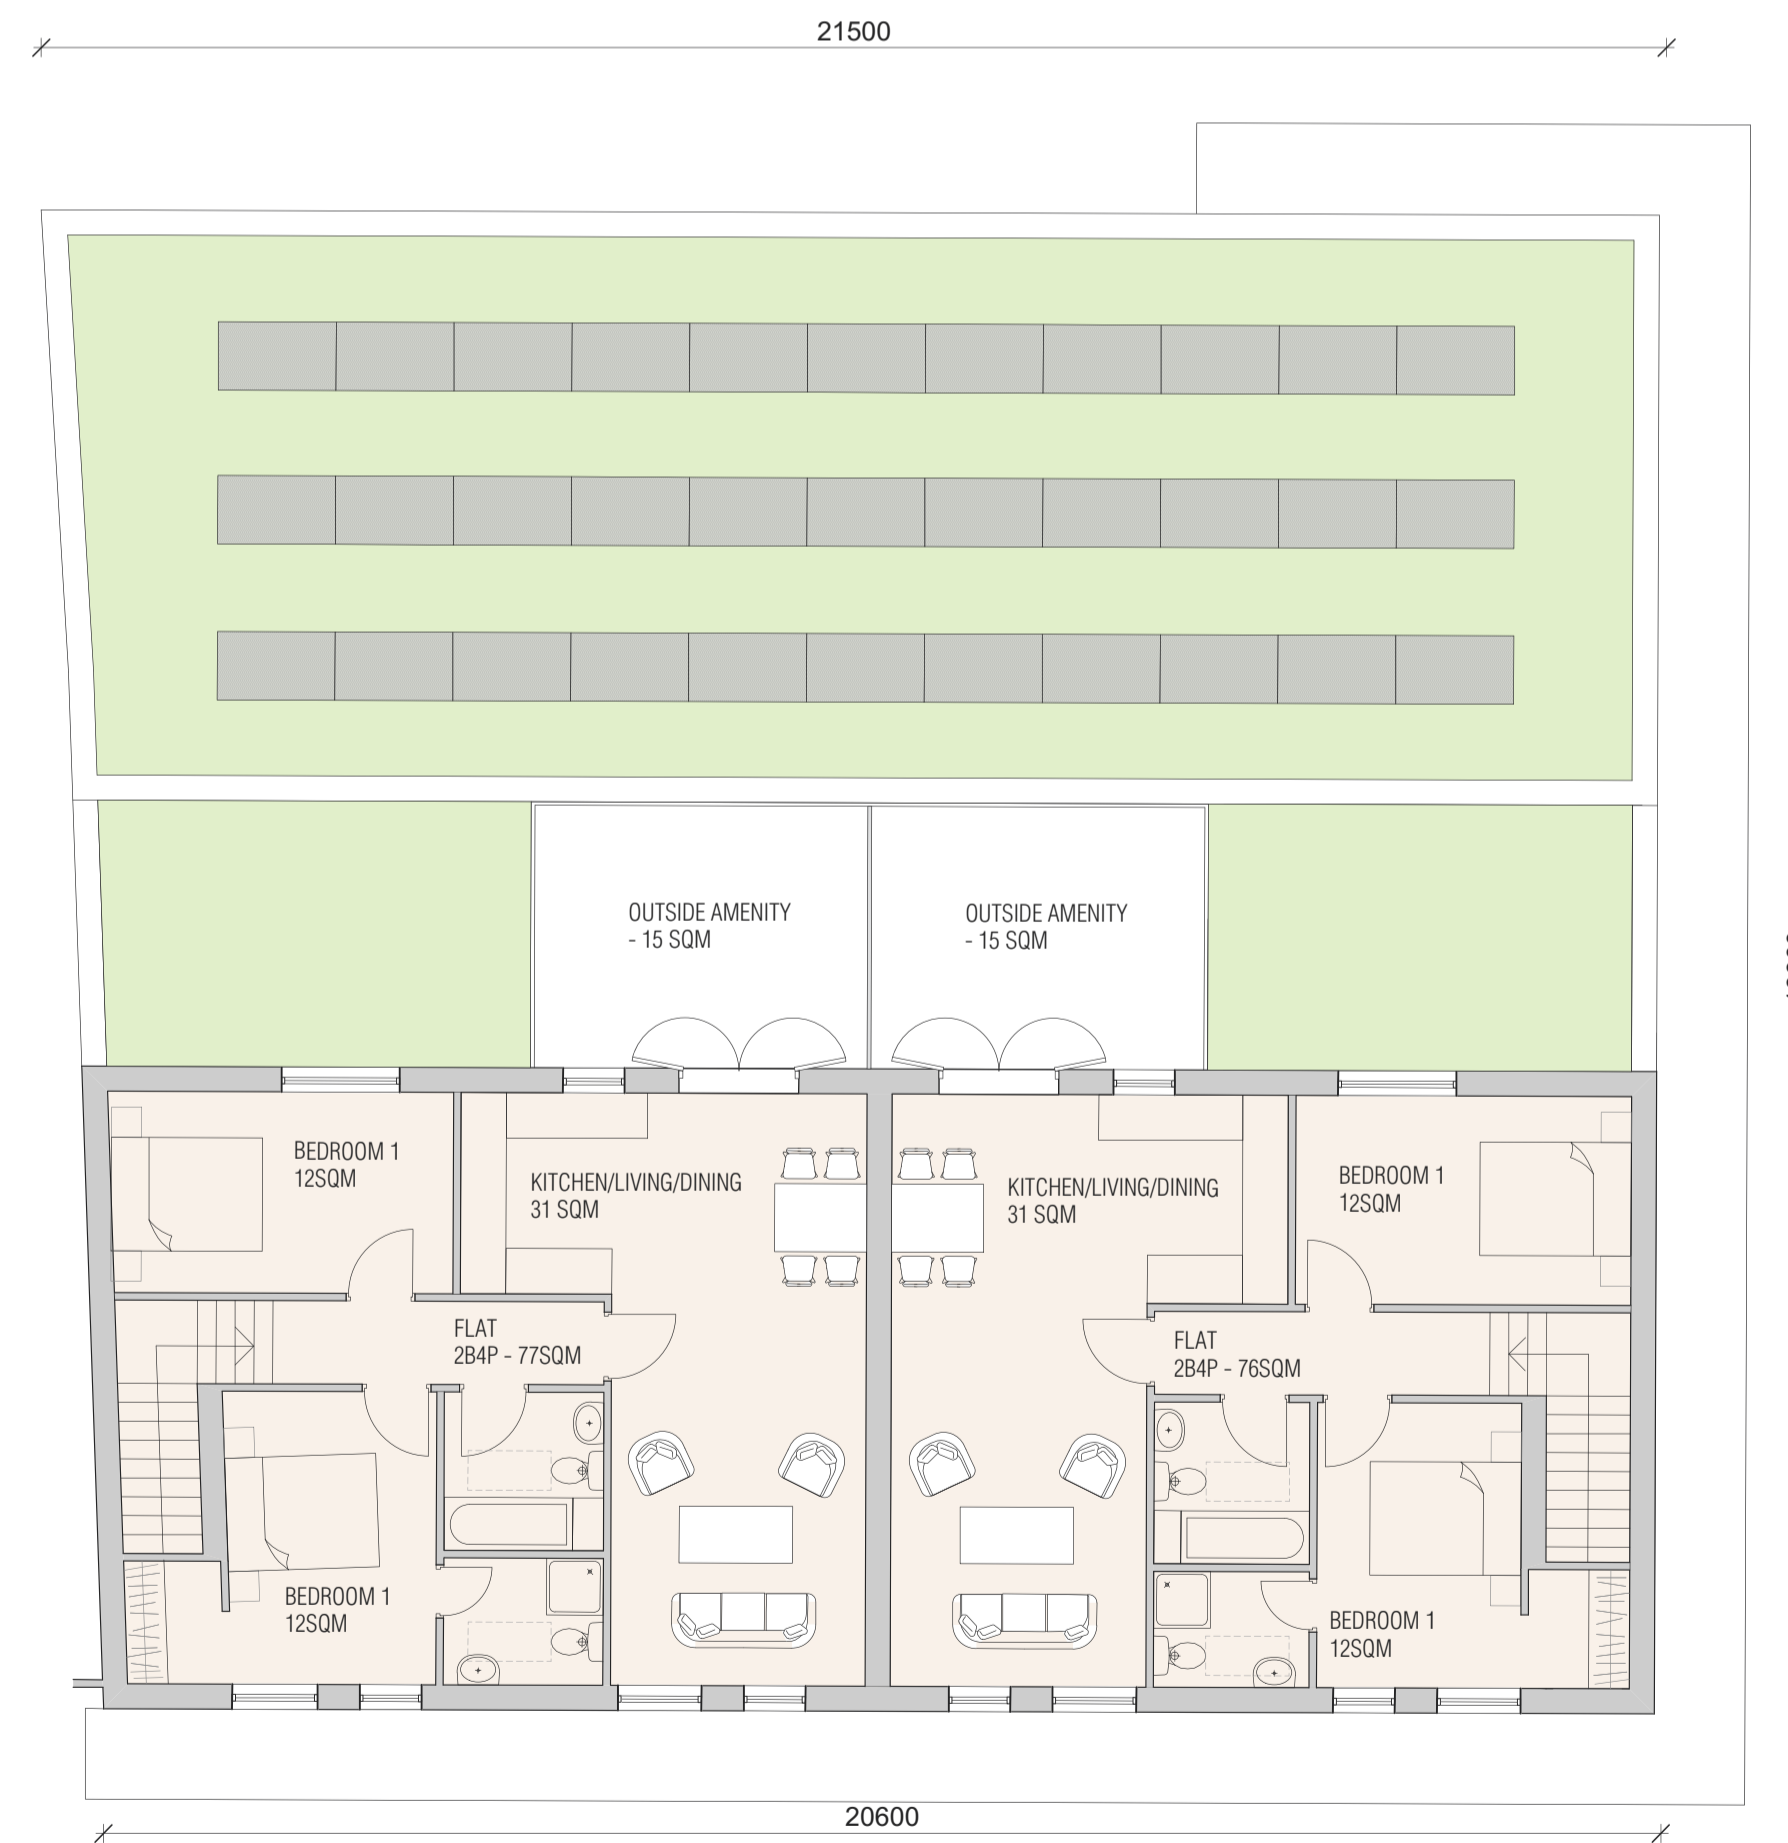 21500
OUTSIDE AMENITY
- 15 SQM
OUTSIDE AMENITY
- 15 SQM
BEDROOM 1
12SQM
KITCHEN/LIVING/DINING
31 SQM
KITCHEN/LIVING/DINING
31 SQM
BEDROOM 1
12SQM
FLAT
2B4P - 77SQM
FLAT
2B4P - 76SQM
BEDROOM 1
12SQM
BEDROOM 1
12SQM
20600